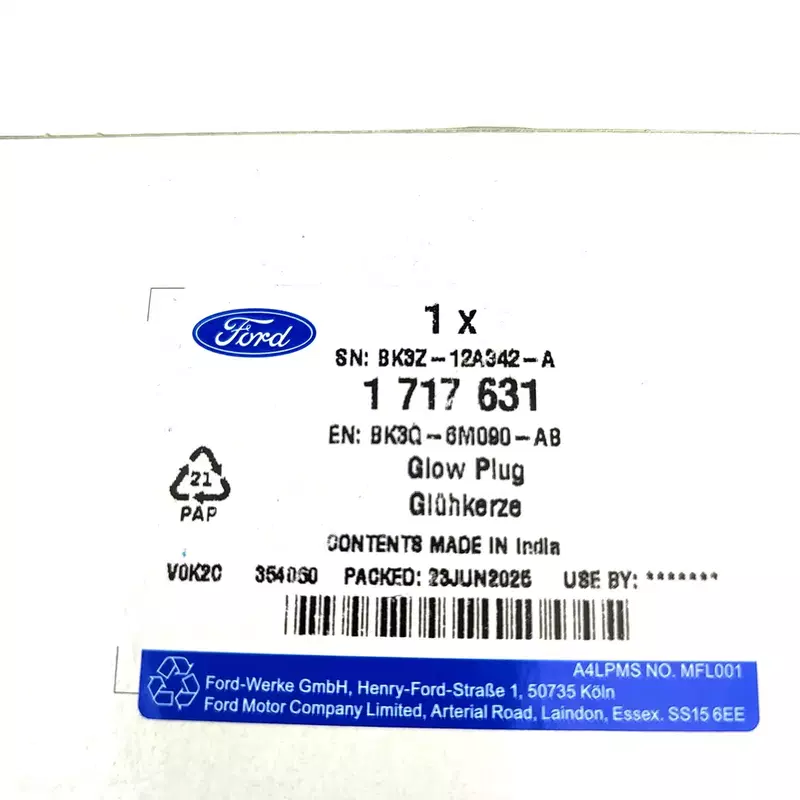 Ford
1 x
SN: BK3Z-12A342-A
1 717 631
EN: BK3Q-6M090-AB
Glow Plug
Glühkerze
21
PAP
CONTENTS MADE IN India
V0K2C 354060 PACKED: 23JUN2025 USE BY: *******
A4LPMS NO. MFL001
Ford-Werke GmbH, Henry-Ford-Straße 1, 50735 Köln
Ford Motor Company Limited, Arterial Road, Laindon, Essex. SS15 6EE